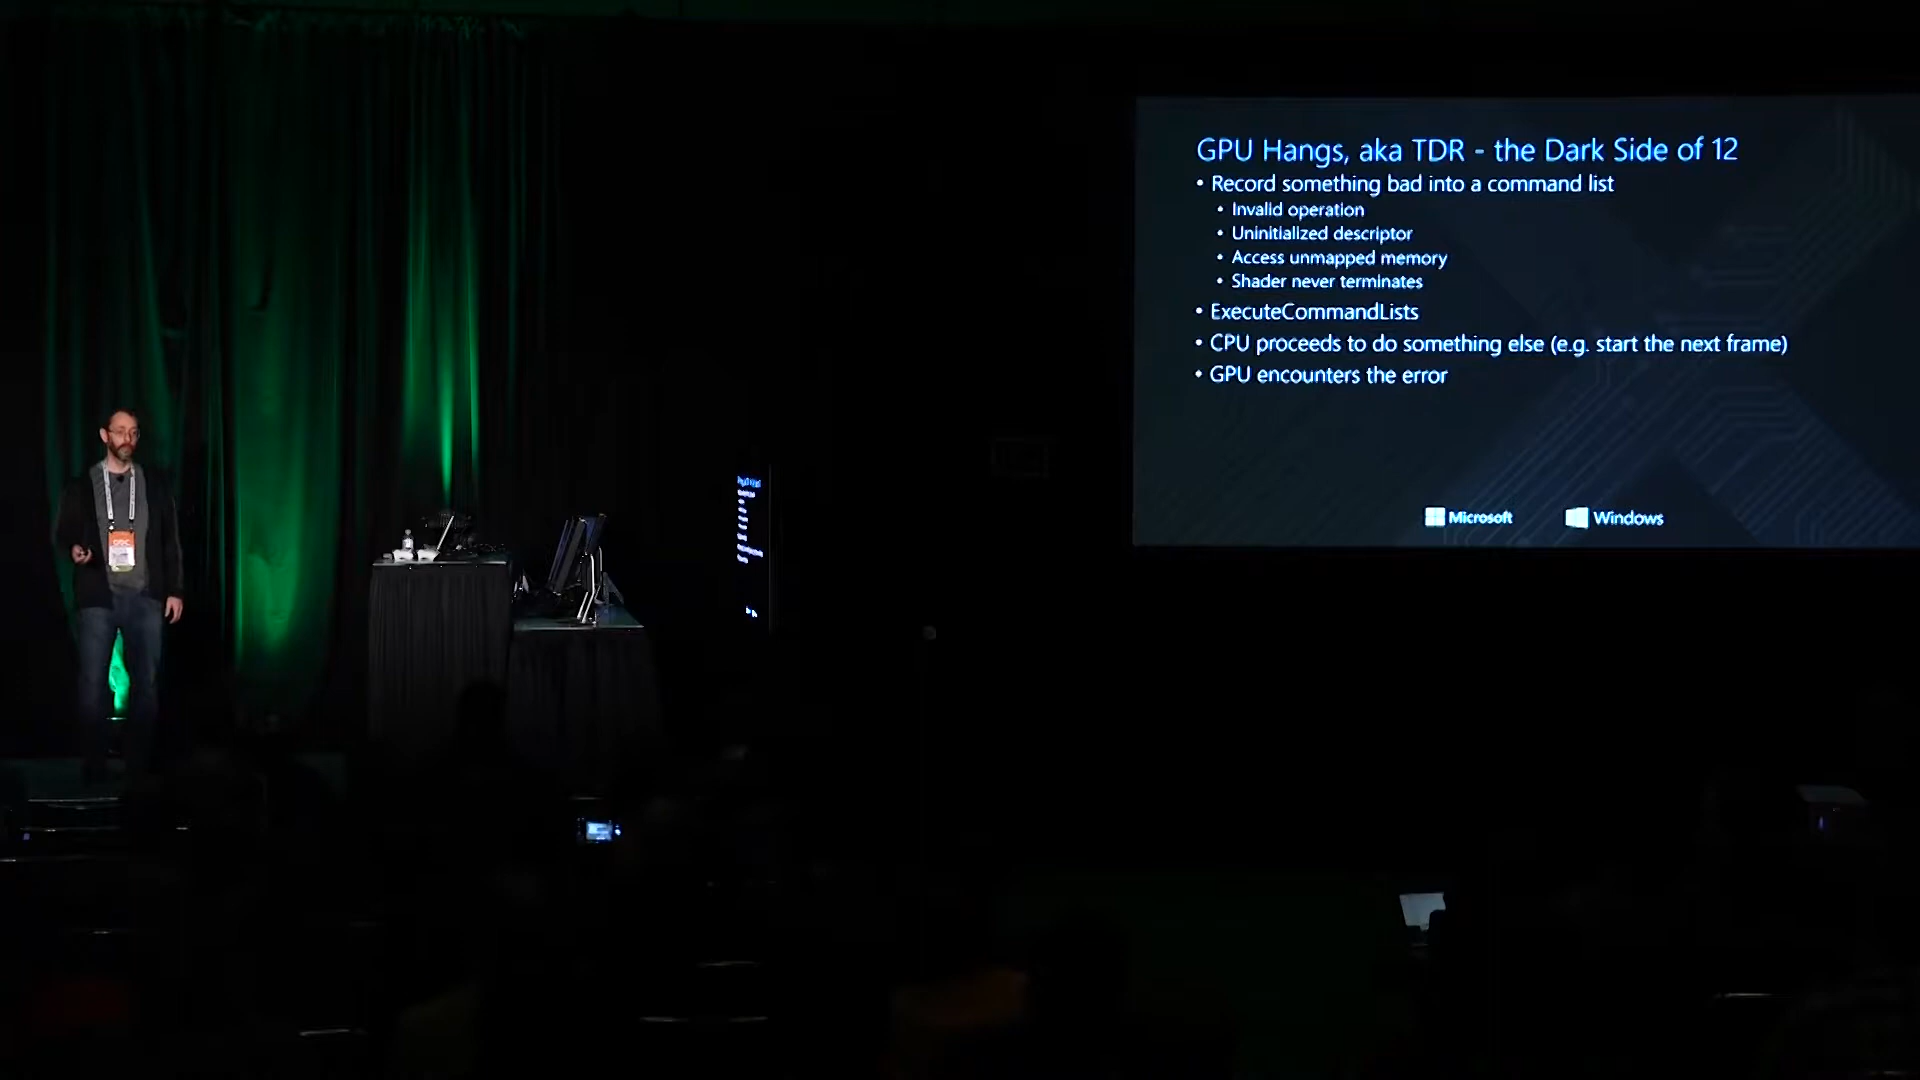 GPU Hangs, aka TDR - the Dark Side of 12
• Record something bad into a command list
• Invalid operation
• Uninitialized descriptor
• Access unmapped memory
• Shader never terminates
• ExecuteCommandLists
• CPU proceeds to do something else (e.g. start the next frame)
• GPU encounters the error
Microsoft
Windows
GDC